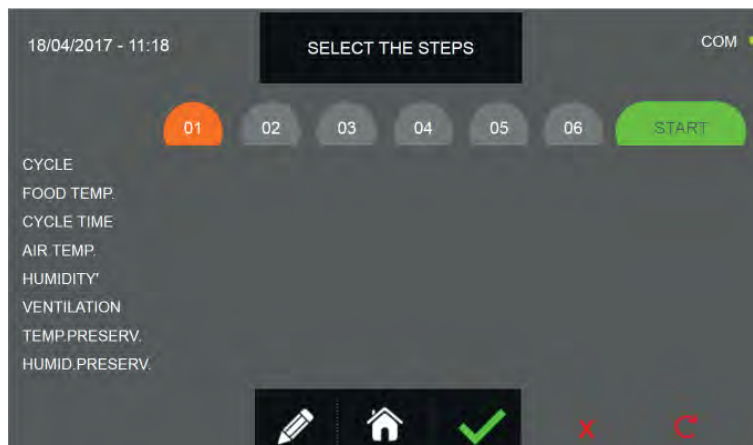 18/04/2017 - 11:18
SELECT THE STEPS
COM
01 02 03 04 05 06 START
CYCLE
FOOD TEMP.
CYCLE TIME
AIR TEMP.
HUMIDITY'
VENTILATION
TEMP.PRESERV.
HUMID.PRESERV.